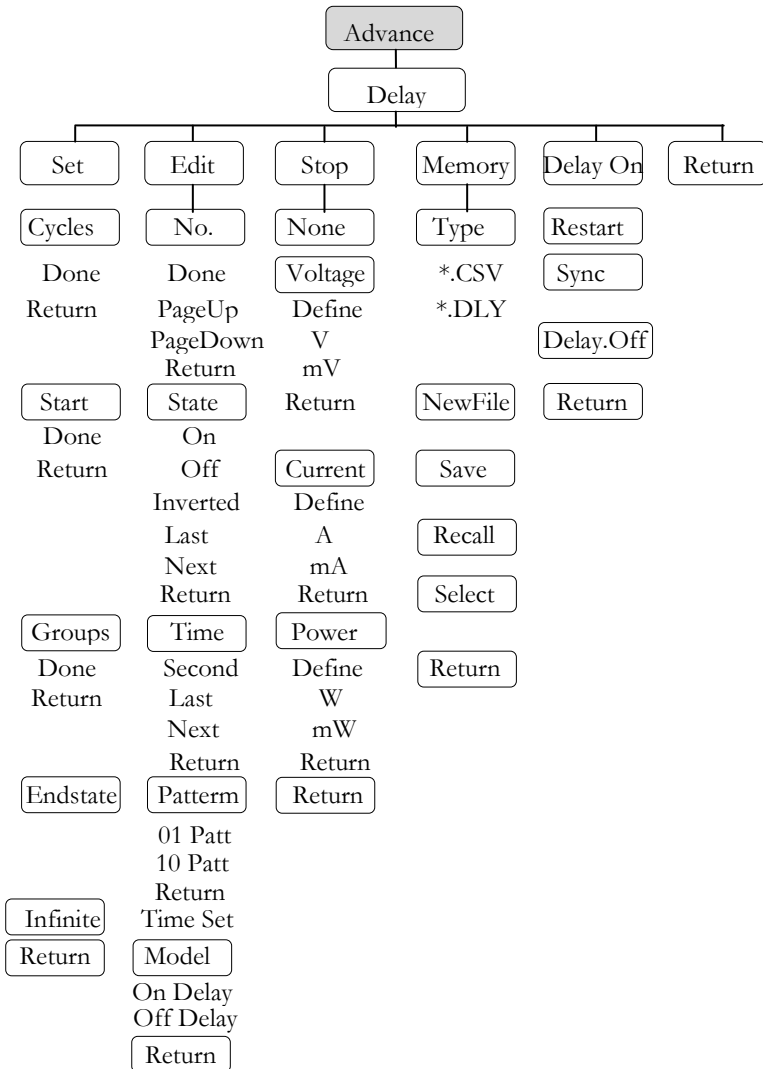 Advance
Delay
Set Edit Stop Memory Delay On Return
Cycles No. None Type Restart
Done Done Voltage *.CSV Sync
Return PageUp Define *.DLY
PageDown V Delay.Off
Return mV
Start State Return NewFile Return
Done On
Return Off Current Save
Inverted Define
Last A Recall
Next mA
Return Return Select
Groups Time Power
Done Second Define Return
Return Last W
Next mW
Return Return
Endstate Patterm Return
01 Patt
10 Patt
Return
Infinite Time Set
Return Model
On Delay
Off Delay
Return